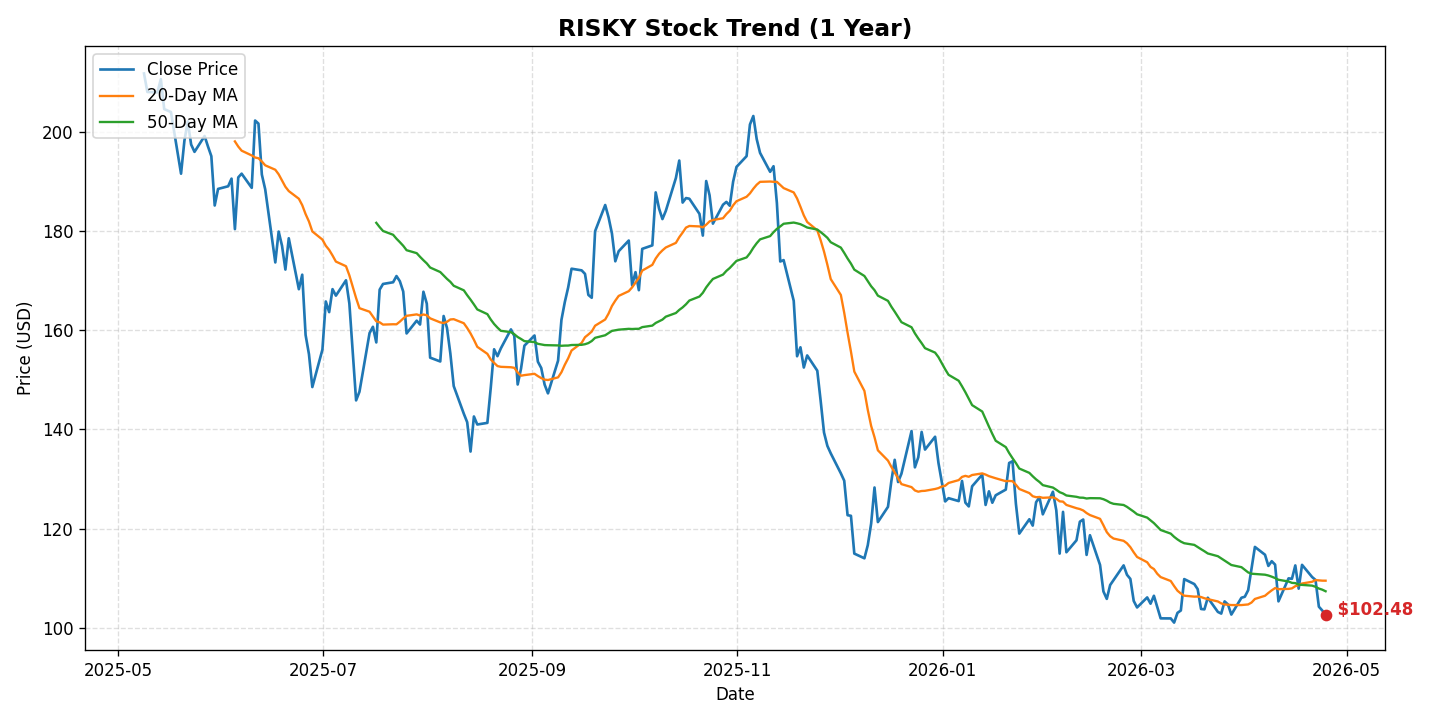 RISKY Stock Trend (1 Year)
Close Price
20-Day MA
50-Day MA
Price (USD)
200
180
160
140
120
100
$102.48
2025-05
2025-07
2025-09
2025-11
2026-01
2026-03
2026-05
Date